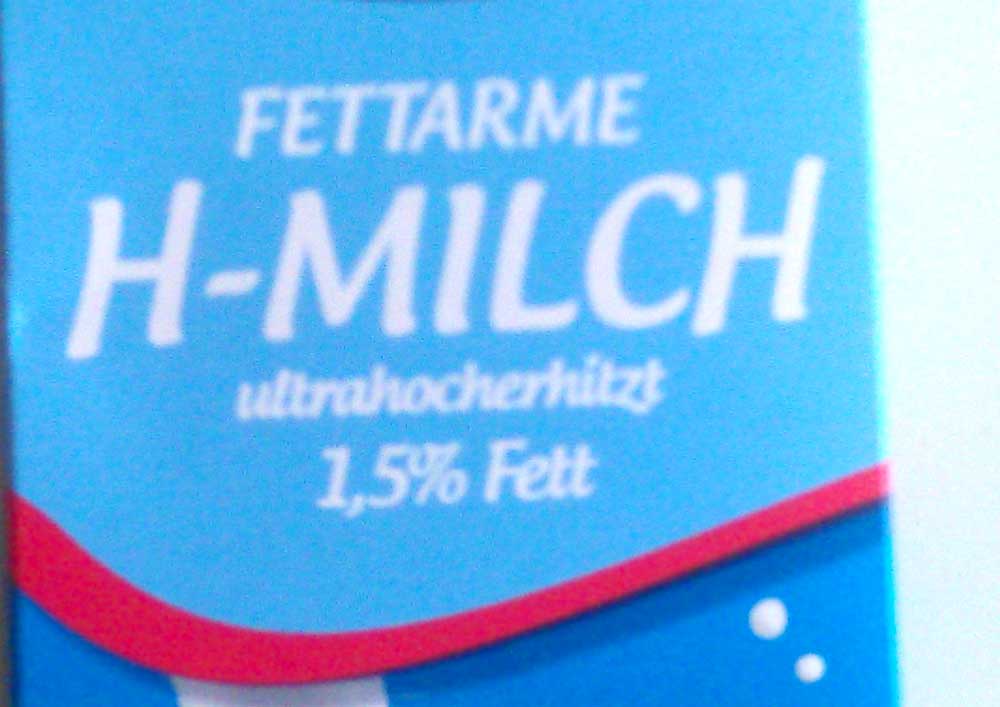 FETTARME
H-MILCH
ultrahocherhitzt
1,5% Fett